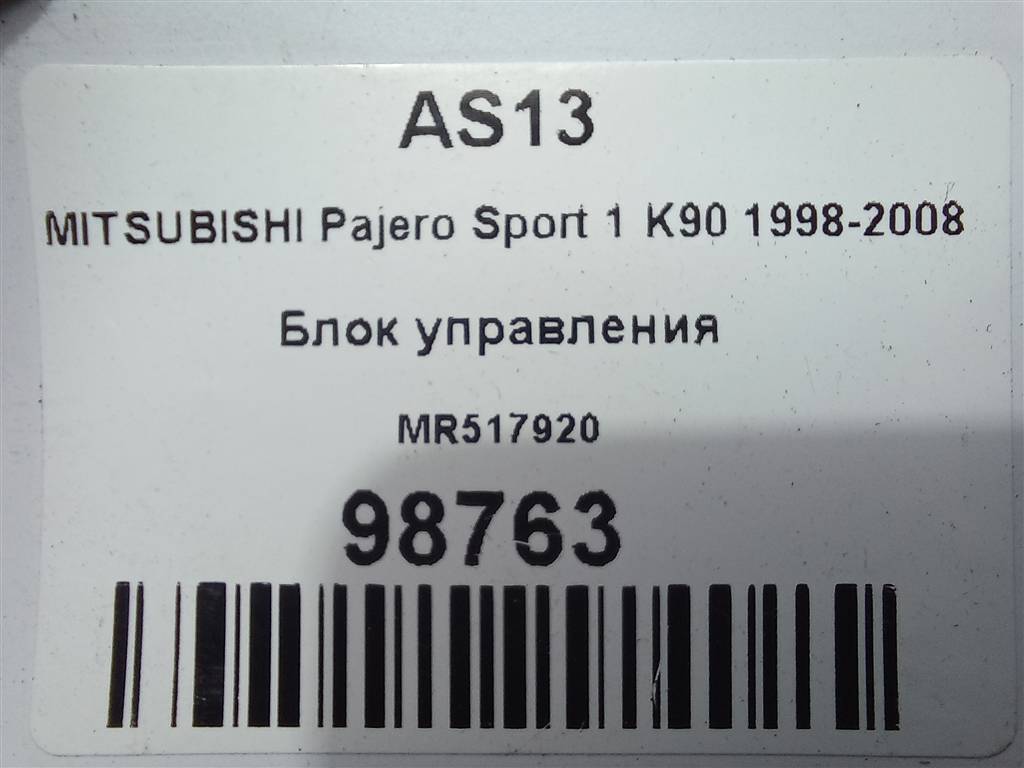 AS13
MITSUBISHI Pajero Sport 1 K90 1998-2008
Блок управления
MR517920
98763